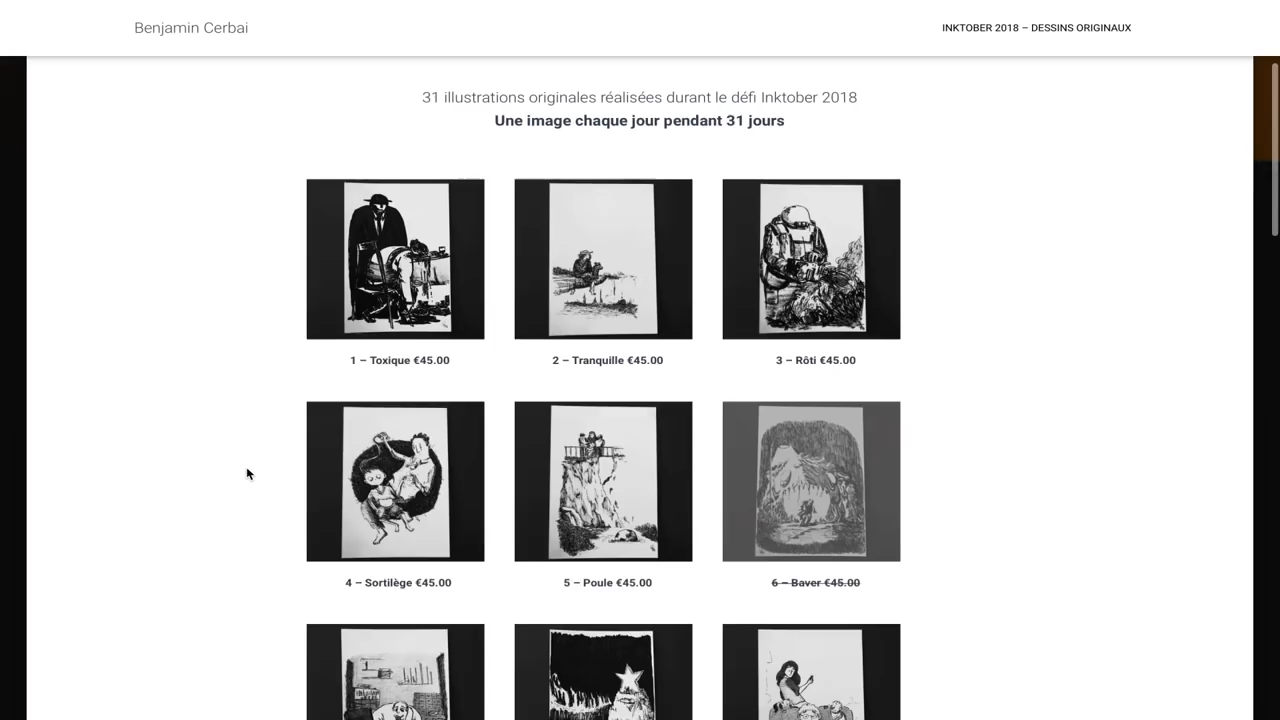 Benjamin Cerbai
INKTOBER 2018 – DESSINS ORIGINAUX
31 illustrations originales réalisées durant le défi Inktober 2018
Une image chaque jour pendant 31 jours
1 – Toxique €45.00
2 – Tranquille €45.00
3 – Rôti €45.00
4 – Sortilège €45.00
5 – Poule €45.00
6 – Baver €45.00